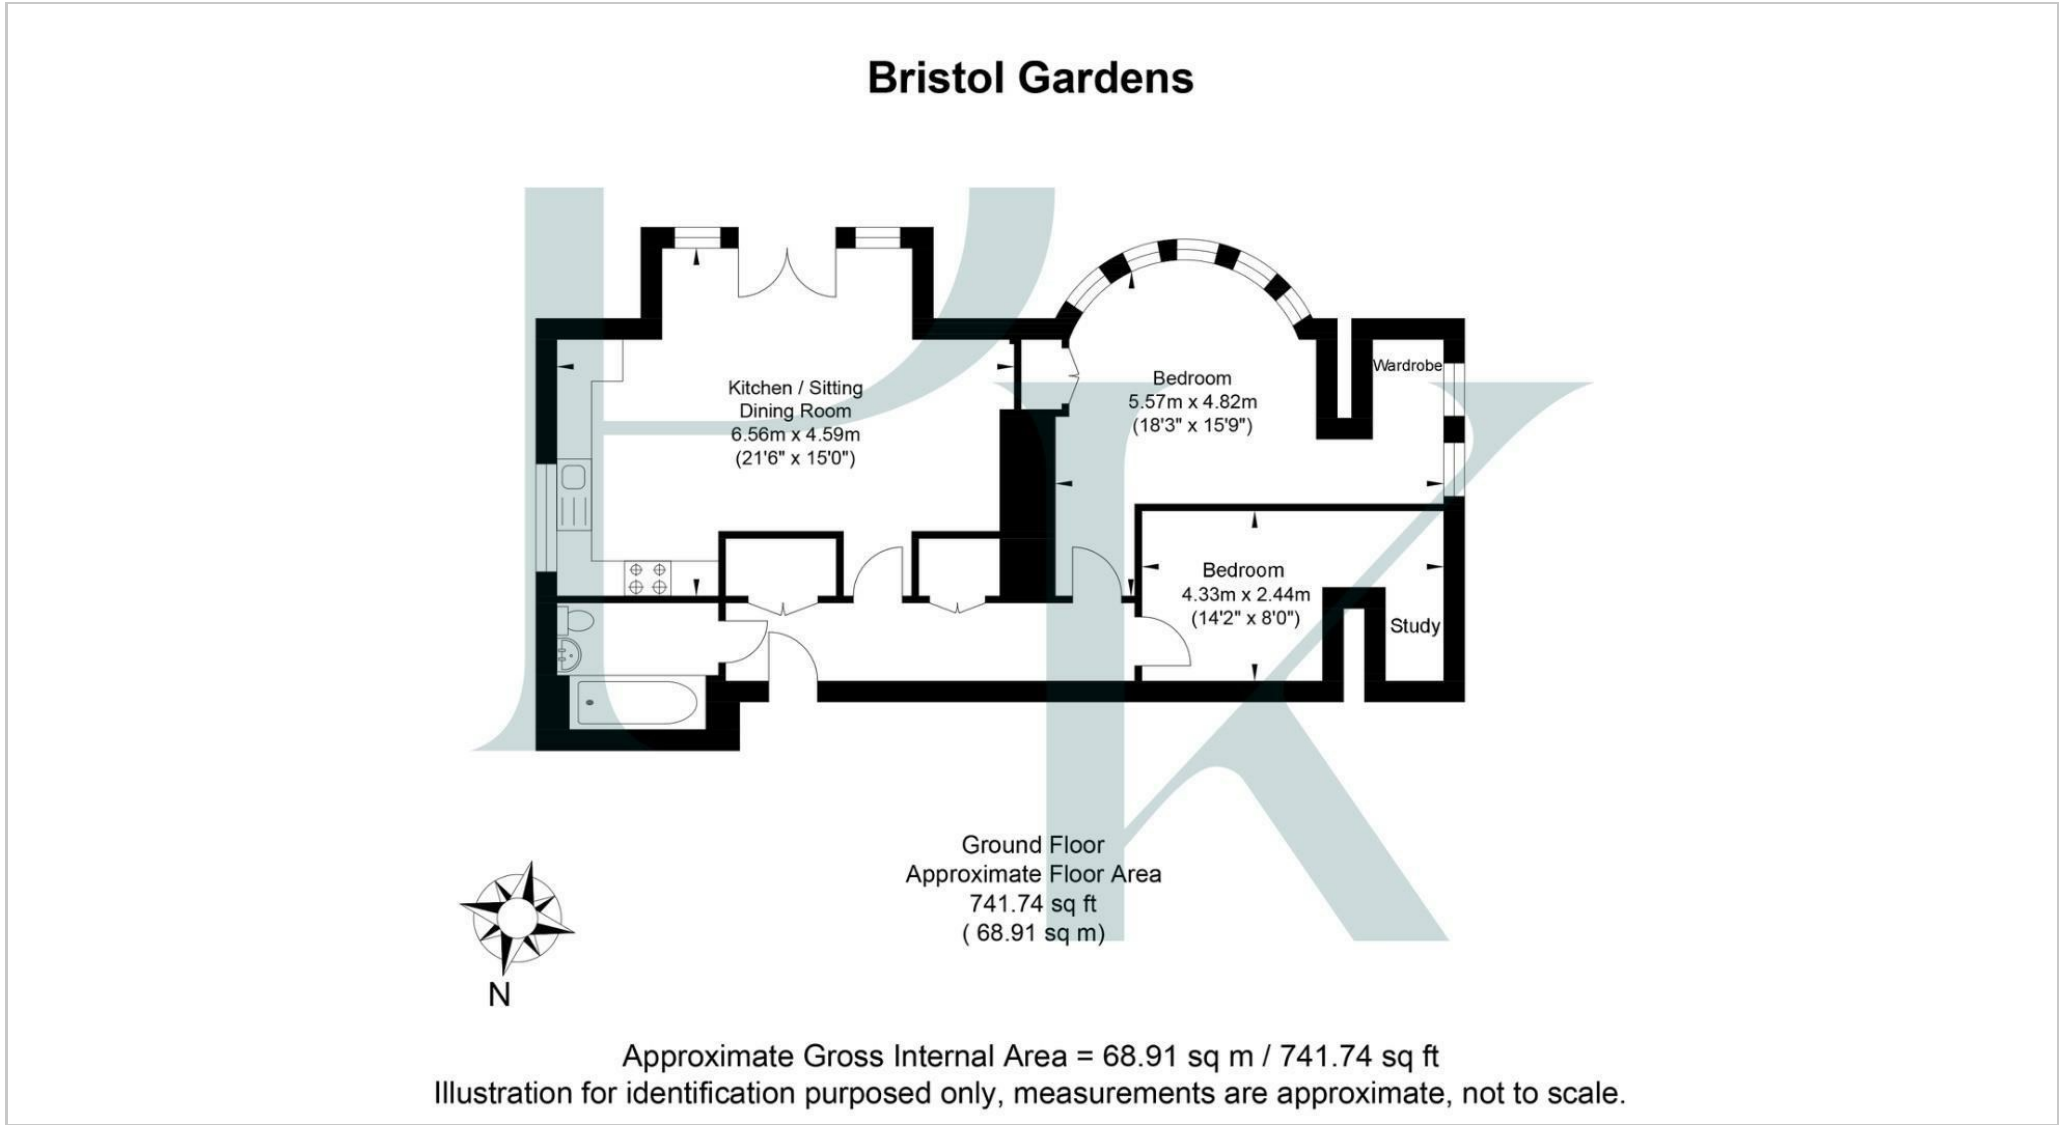 Bristol Gardens
Kitchen / Sitting
Dining Room
6.56m x 4.59m
(21'6" x 15'0")
Bedroom
5.57m x 4.82m
(18'3" x 15'9")
Wardrobe
Bedroom
4.33m x 2.44m
(14'2" x 8'0")
Study
Ground Floor
Approximate Floor Area
741.74 sq ft
( 68.91 sq m)
N
Approximate Gross Internal Area = 68.91 sq m / 741.74 sq ft
Illustration for identification purposed only, measurements are approximate, not to scale.